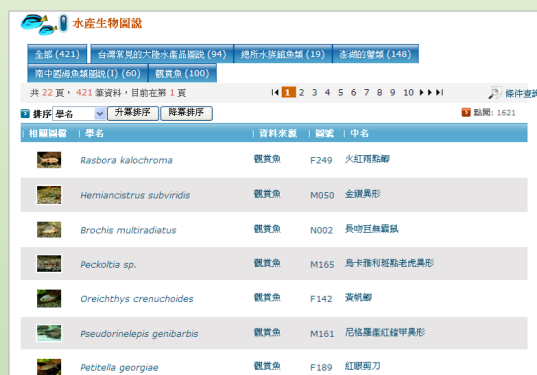 水產生物圖說
全部 (421) 台灣常見的大陸水產品圖說 (94) 總所水族館魚類 (19) 澎湖的蟹類 (148)
南中國海魚類圖說(I) (60) 觀賞魚 (100)
共 22 頁， 421 筆資料，目前在第 1 頁 1 2 3 4 5 6 7 8 9 10 條件查
排序 學名 升冪排序 降冪排序 點閱: 1621
相關圖檔 學名 資料來源 圖號 中名
Rasbora kalochroma 觀賞魚 F249 火紅兩點鯽
Hemiancistrus subviridis 觀賞魚 M050 金鑽異形
Brochis multiradiatus 觀賞魚 N002 長吻巨無霸鼠
Peckoltia sp. 觀賞魚 M165 烏卡雅利斑點老虎異形
Oreichthys crenuchoides 觀賞魚 F142 黃帆鯽
Pseudorinelepis genibarbis 觀賞魚 M161 尼格羅產紅鎧甲異形
Petitella georgiae 觀賞魚 F189 紅眼剪刀